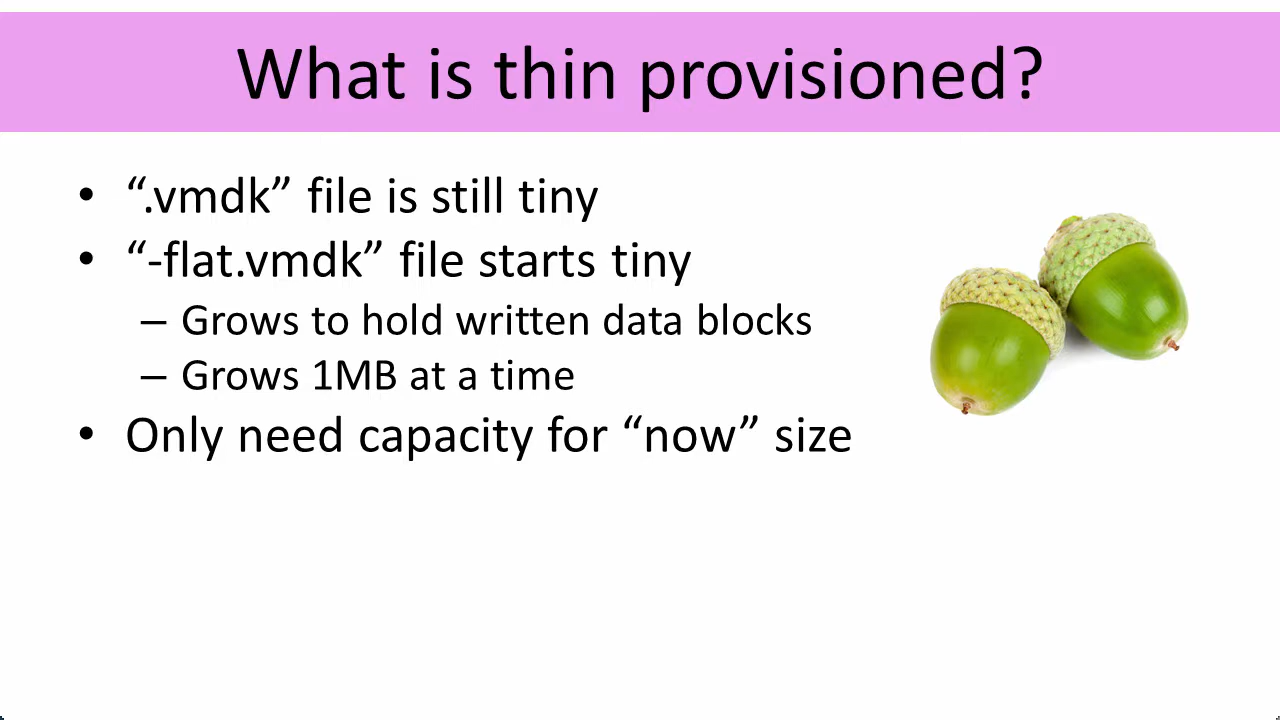 What is thin provisioned?
• “.vmdk” file is still tiny
• “-flat.vmdk” file starts tiny
– Grows to hold written data blocks
– Grows 1MB at a time
• Only need capacity for “now” size